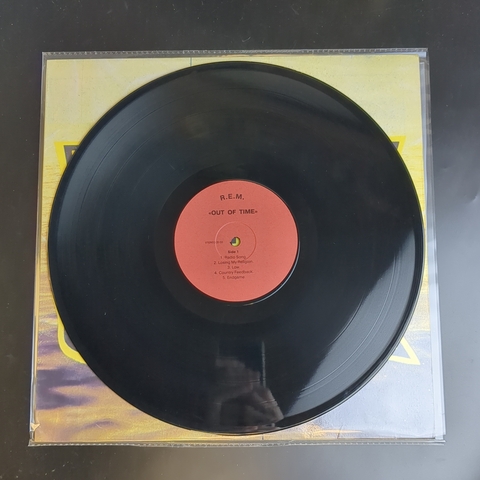 R.E.M.
«OUT OF TIME»
Side 1
1. Radio Song
2. Losing My Religion
3. Low
4. Country Feedback
5. Endgame